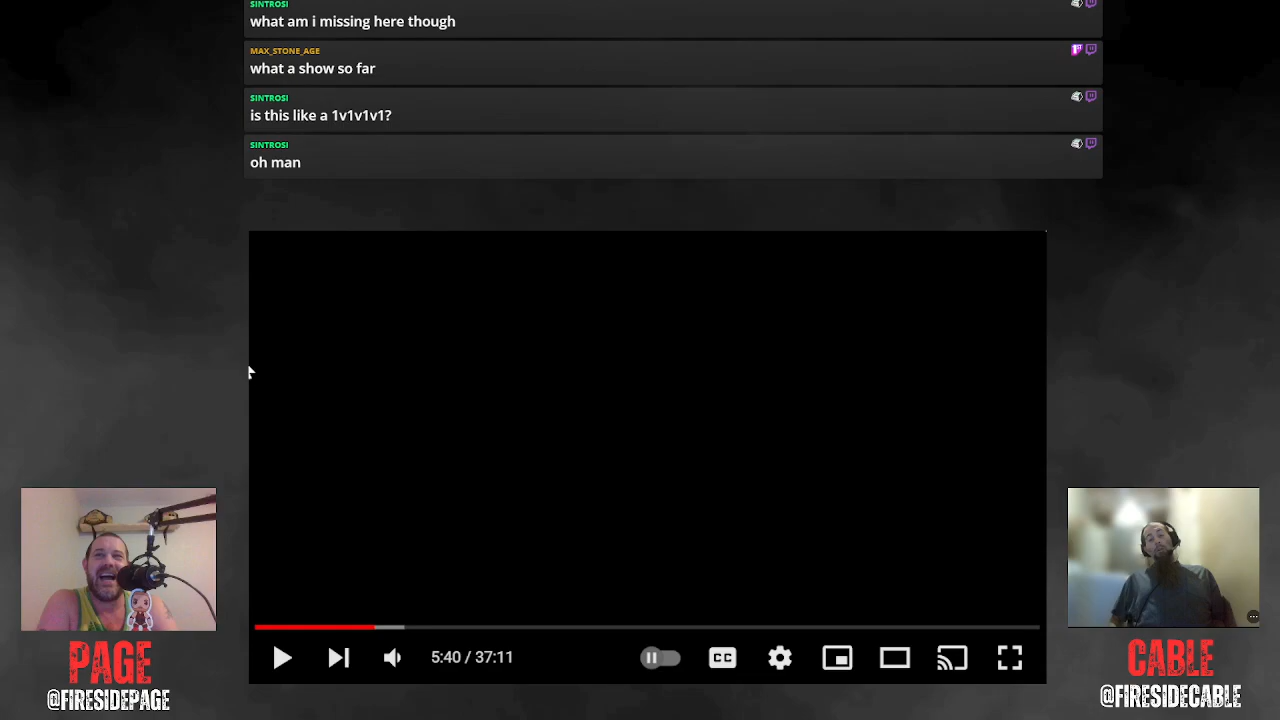 SINTROSI
what am i missing here though
MAX_STONE_AGE
what a show so far
SINTROSI
is this like a 1v1v1v1?
SINTROSI
oh man
5:40 / 37:11
CC
PAGE
@FIRESIDEPAGE
CABLE
@FIRESIDECABLE